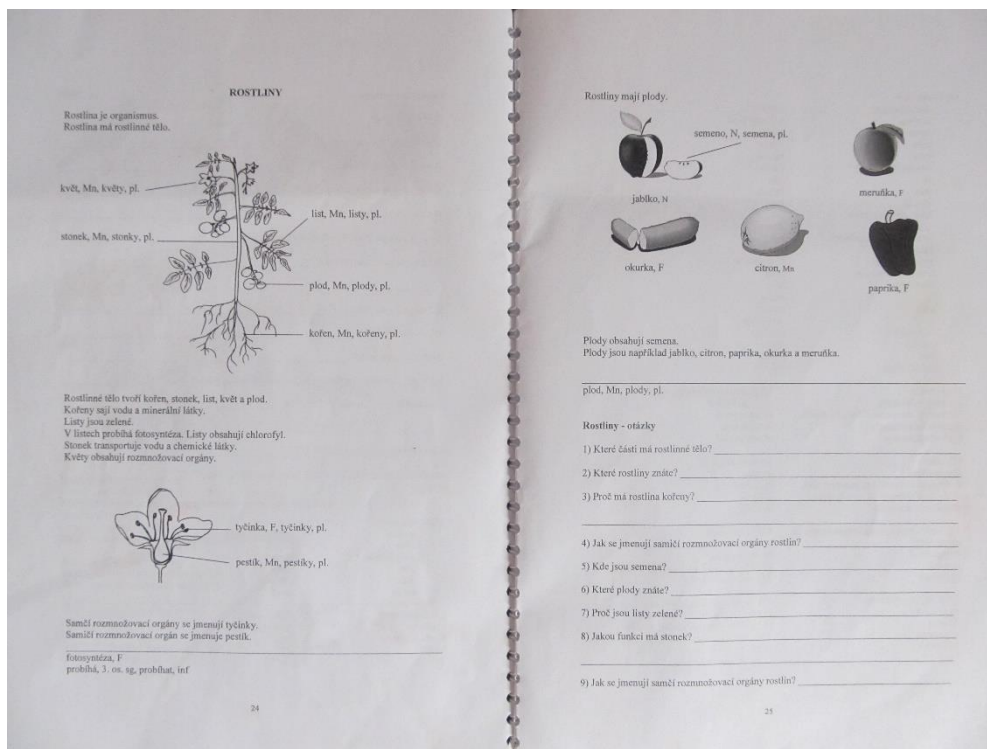 ROSTLINY
Rostlina je organismus.
Rostlina má rostlinné tělo.
květ, Mn, květy, pl.
list, Mn, listy, pl.
stonek, Mn, stonky, pl.
plod, Mn, plody, pl.
kořen, Mn, kořeny, pl.
Rostlinné tělo tvoří kořen, stonek, list, květ a plod.
Kořeny sají vodu a minerální látky.
Listy jsou zelené.
V listech probíhá fotosyntéza. Listy obsahují chlorofyl.
Stonek transportuje vodu a chemické látky.
Květy obsahují rozmnožovací orgány.
tyčinka, F, tyčinky, pl.
pestík, Mn, pestíky, pl.
Samčí rozmnožovací orgány se jmenují tyčinky.
Samičí rozmnožovací orgán se jmenuje pestík.
fotosyntéza, F
probíhá, 3. os. sg, probíhat, inf
24
Rostliny mají plody.
semeno, N, semena, pl.
jablko, N
meruňka, F
okurka, F
citron, Mn
paprika, F
Plody obsahují semena.
Plody jsou například jablko, citron, paprika, okurka a meruňka.
plod, Mn, plody, pl.
Rostliny - otázky
1) Které části má rostlinné tělo?
2) Které rostliny znáte?
3) Proč má rostlina kořeny?
4) Jak se jmenují samičí rozmnožovací orgány rostlin?
5) Kde jsou semena?
6) Které plody znáte?
7) Proč jsou listy zelené?
8) Jakou funkci má stonek?
9) Jak se jmenují samčí rozmnožovací orgány rostlin?
25